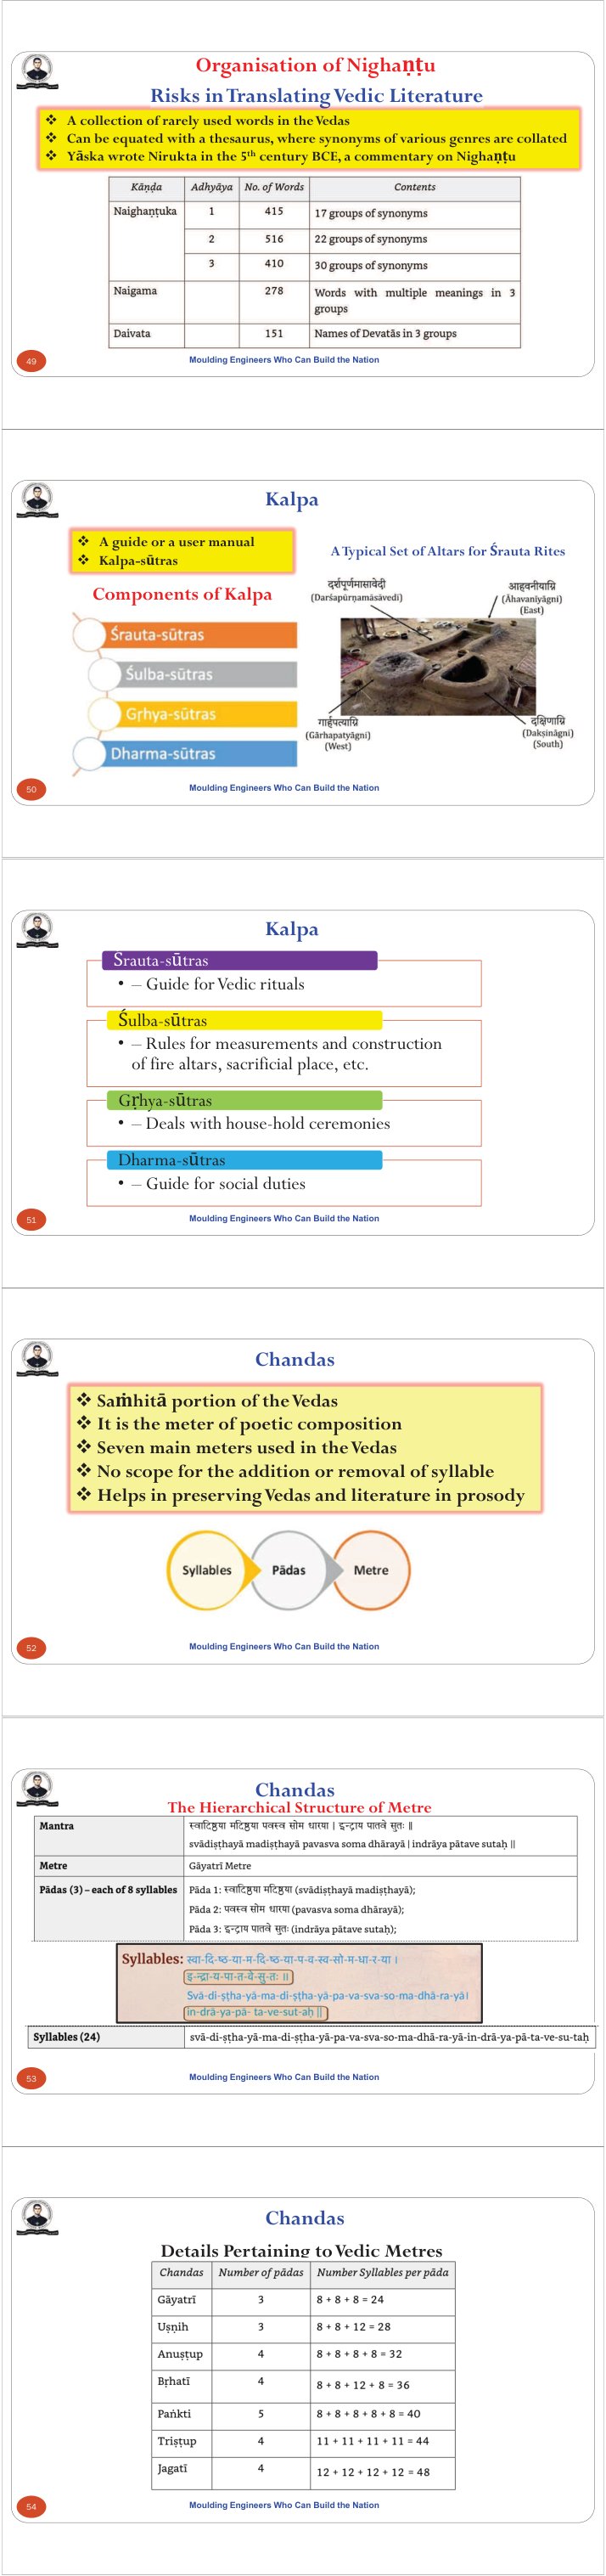 Organisation of Nighaṇṭu
Risks in Translating Vedic Literature
❖ A collection of rarely used words in the Vedas
❖ Can be equated with a thesaurus, where synonyms of various genres are collated
❖ Yāska wrote Nirukta in the 5th century BCE, a commentary on Nighaṇṭu
Kāṇḍa Adhyāya No. of Words Contents
Naighaṇṭuka 1 415 17 groups of synonyms
2 516 22 groups of synonyms
3 410 30 groups of synonyms
Naigama 278 Words with multiple meanings in 3
groups
Daivata 151 Names of Devatās in 3 groups
49
Moulding Engineers Who Can Build the Nation
Kalpa
❖ A guide or a user manual
❖ Kalpa-sūtras
A Typical Set of Altars for Śrauta Rites
Components of Kalpa
Śrauta-sūtras
Śulba-sūtras
Gṛhya-sūtras
Dharma-sūtras
दर्शपूर्णमासावेदी
(Darśapūrṇamāsāvedī)
आहवनीयाग्नि
(Āhavanīyāgni)
(East)
गार्हपत्याग्नि
(Gārhapatyāgni)
(West)
दक्षिणाग्नि
(Dakṣiṇāgni)
(South)
50
Moulding Engineers Who Can Build the Nation
Kalpa
Śrauta-sūtras
• – Guide for Vedic rituals
Śulba-sūtras
• – Rules for measurements and construction
of fire altars, sacrificial place, etc.
Gṛhya-sūtras
• – Deals with house-hold ceremonies
Dharma-sūtras
• – Guide for social duties
51
Moulding Engineers Who Can Build the Nation
Chandas
❖ Saṁhitā portion of the Vedas
❖ It is the meter of poetic composition
❖ Seven main meters used in the Vedas
❖ No scope for the addition or removal of syllable
❖ Helps in preserving Vedas and literature in prosody
Syllables Pādas Metre
52
Moulding Engineers Who Can Build the Nation
Chandas
The Hierarchical Structure of Metre
Mantra
स्वादिष्ठया मदिष्ठया पवस्व सोम धारया | इन्द्राय पातवे सुतः ||
svādiṣṭhayā madiṣṭhayā pavasva soma dhārayā | indrāya pātave sutaḥ ||
Metre Gāyatrī Metre
Pādas (3) – each of 8 syllables Pāda 1: स्वादिष्ठया मदिष्ठया (svādiṣṭhayā madiṣṭhayā);
Pāda 2: पवस्व सोम धारया (pavasva soma dhārayā);
Pāda 3: इन्द्राय पातवे सुतः (indrāya pātave sutaḥ);
Syllables: स्वा-दि-ष्ठ-या-म-दि-ष्ठ-या-प-व-स्व-सो-म-धा-र-या ।
इ-न्द्रा-य-पा-त-वे-सु-तः ॥
Svā-di-ṣṭha-yā-ma-di-ṣṭha-yā-pa-va-sva-so-ma-dhā-ra-yā|
in-drā-ya-pā- ta-ve-sut-aḥ ||
Syllables (24) svā-di-ṣṭha-yā-ma-di-ṣṭha-yā-pa-va-sva-so-ma-dhā-ra-yā-in-drā-ya-pā-ta-ve-su-taḥ
53
Moulding Engineers Who Can Build the Nation
Chandas
Details Pertaining to Vedic Metres
Chandas Number of pādas Number Syllables per pāda
Gāyatrī 3 8 + 8 + 8 = 24
Uṣṇih 3 8 + 8 + 12 = 28
Anuṣṭup 4 8 + 8 + 8 + 8 = 32
Bṛhatī 4 8 + 8 + 12 + 8 = 36
Paṅkti 5 8 + 8 + 8 + 8 + 8 = 40
Triṣṭup 4 11 + 11 + 11 + 11 = 44
Jagatī 4 12 + 12 + 12 + 12 = 48
54
Moulding Engineers Who Can Build the Nation